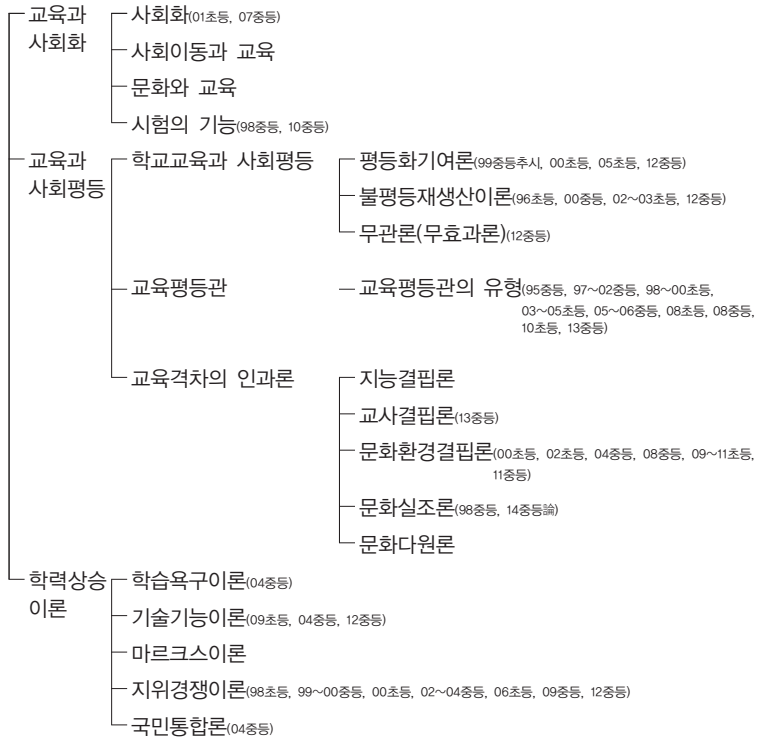 교육과 사회화
사회화(01초등, 07중등)
사회이동과 교육
문화와 교육
시험의 기능(98중등, 10중등)
교육과 사회평등
학교교육과 사회평등
평등화기여론(99중등추시, 00초등, 05초등, 12중등)
불평등재생산이론(96초등, 00중등, 02~03초등, 12중등)
무관론(무효과론)(12중등)
교육평등관
교육평등관의 유형(95중등, 97~02중등, 98~00초등,
03~05초등, 05~06중등, 08초등, 08중등,
10초등, 13중등)
교육격차의 인과론
지능결핍론
교사결핍론(13중등)
문화환경결핍론(00초등, 02초등, 04중등, 08중등, 09~11초등,
11중등)
문화실조론(98중등, 14중등論)
문화다원론
학력상승
이론
학습욕구이론(04중등)
기술기능이론(09초등, 04중등, 12중등)
마르크스이론
지위경쟁이론(98초등, 99~00중등, 00초등, 02~04중등, 06초등, 09중등, 12중등)
국민통합론(04중등)